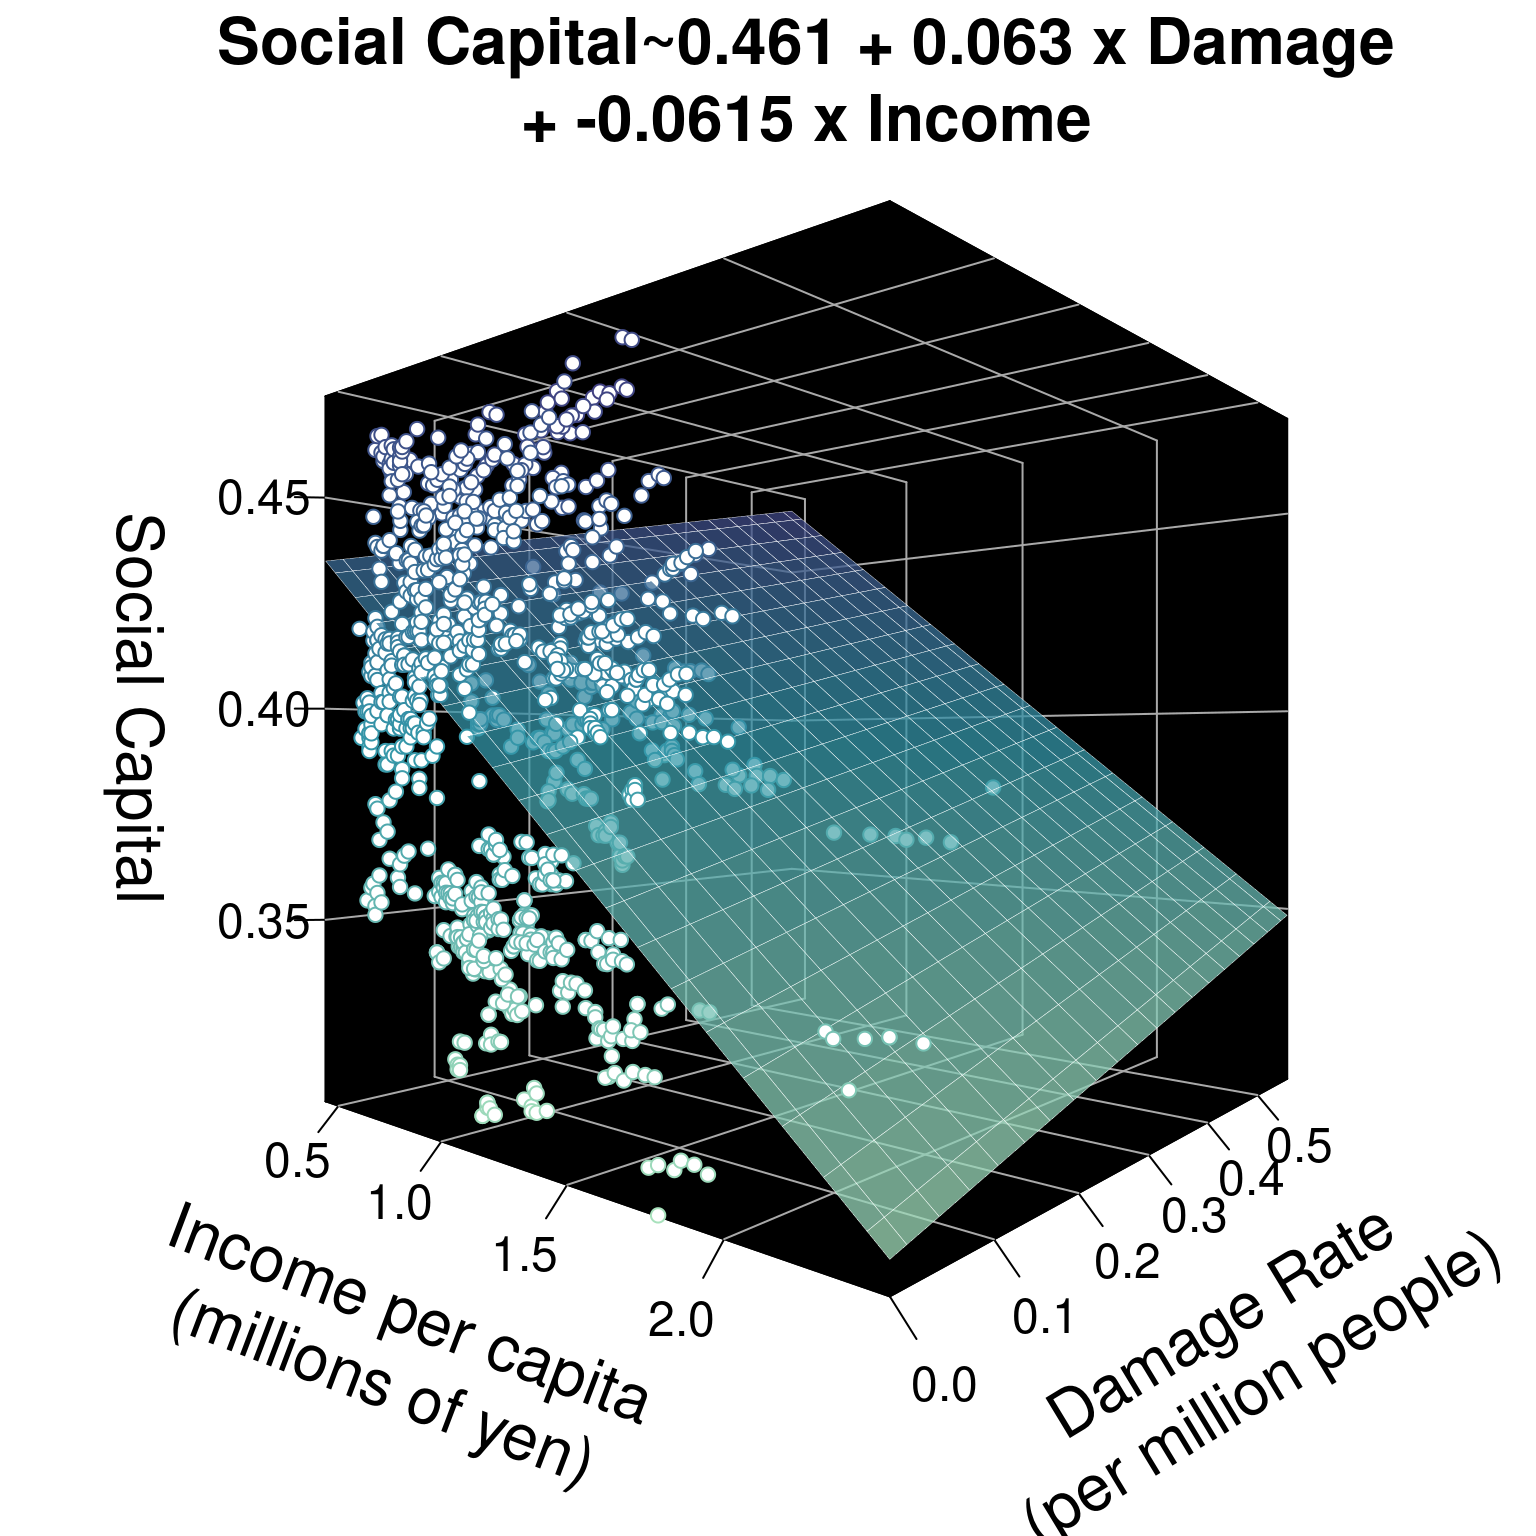 Social Capital~0.461 + 0.063 x Damage
+ -0.0615 x Income
0.45
0.40
0.35
Social Capital
0.5
1.0
1.5
2.0
Income per capita
(millions of yen)
0.0
0.1
0.2
0.3
0.4
0.5
Damage Rate
(per million people)